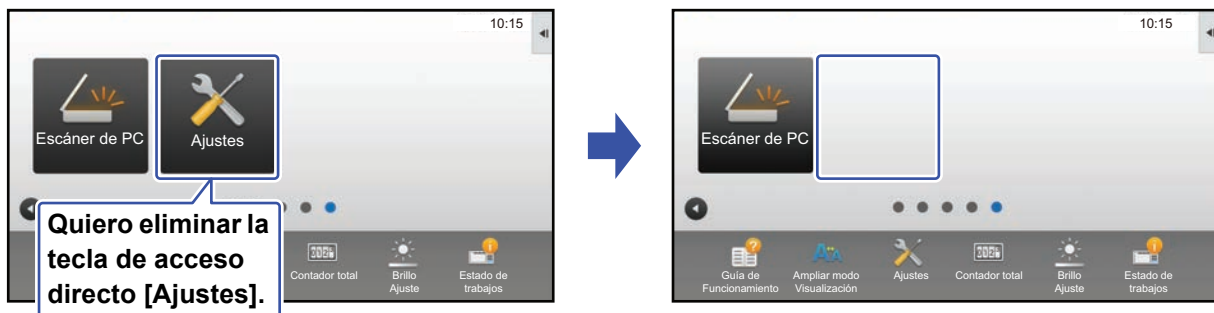 10:15
Escáner de PC
Ajustes
Quiero eliminar la
tecla de acceso
directo [Ajustes].
Contador total
Brillo
Ajuste
Estado de
trabajos
10:15
Escáner de PC
Guía de
Funcionamiento
Ampliar modo
Visualización
Ajustes
Contador total
Brillo
Ajuste
Estado de
trabajos